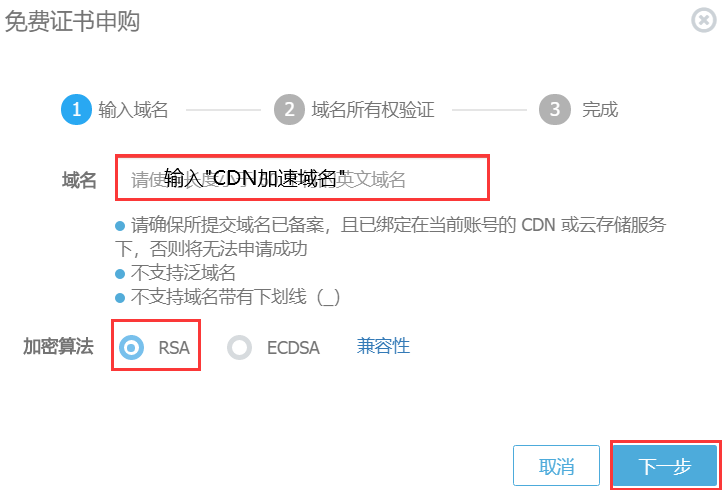 免费证书申购
1 输入域名 2 域名所有权验证 3 完成
域名 输入"CDN加速域名"
请使 英文域名
请确保所提交域名已备案，且已绑定在当前账号的 CDN 或云存储服务
下，否则将无法申请成功
不支持泛域名
不支持域名带有下划线（_）
加密算法 RSA ECDSA 兼容性
取消 下一步